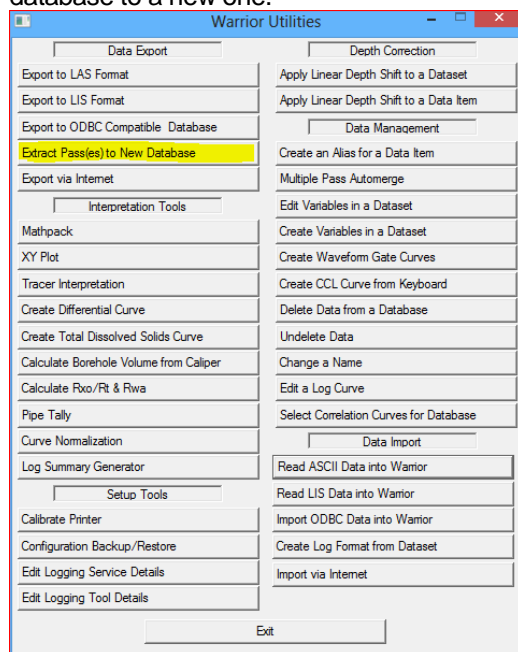 database to a new one.
Warrior Utilities
Data Export
Export to LAS Format
Export to LIS Format
Export to ODBC Compatible Database
Extract Pass(es) to New Database
Export via Internet
Interpretation Tools
Mathpack
XY Plot
Tracer Interpretation
Create Differential Curve
Create Total Dissolved Solids Curve
Calculate Borehole Volume from Caliper
Calculate Rxo/Rt & Rwa
Pipe Tally
Curve Normalization
Log Summary Generator
Setup Tools
Calibrate Printer
Configuration Backup/Restore
Edit Logging Service Details
Edit Logging Tool Details
Depth Correction
Apply Linear Depth Shift to a Dataset
Apply Linear Depth Shift to a Data Item
Data Management
Create an Alias for a Data Item
Multiple Pass Automerge
Edit Variables in a Dataset
Create Variables in a Dataset
Create Waveform Gate Curves
Create CCL Curve from Keyboard
Delete Data from a Database
Undelete Data
Change a Name
Edit a Log Curve
Select Correlation Curves for Database
Data Import
Read ASCII Data into Warrior
Read LIS Data into Warrior
Import ODBC Data into Warrior
Create Log Format from Dataset
Import via Internet
Exit